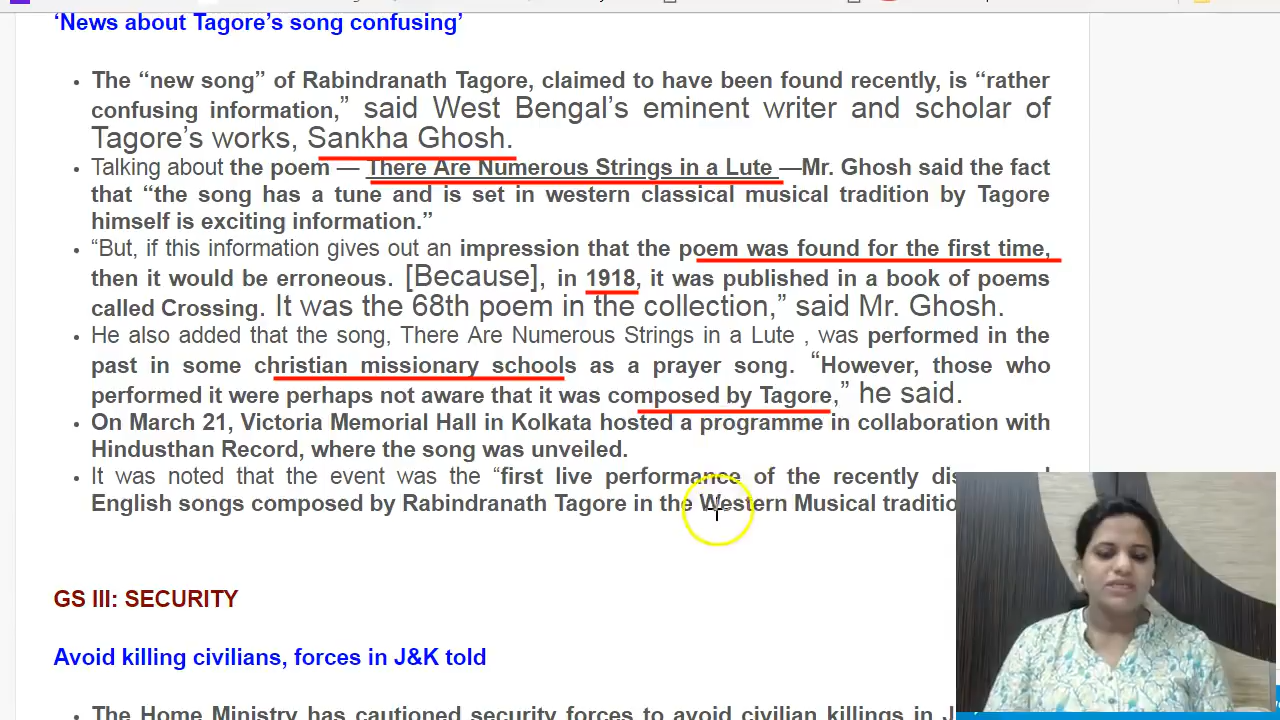 ‘News about Tagore’s song confusing’
The “new song” of Rabindranath Tagore, claimed to have been found recently, is “rather
confusing information,” said West Bengal’s eminent writer and scholar of
Tagore’s works, Sankha Ghosh.
Talking about the poem — There Are Numerous Strings in a Lute —Mr. Ghosh said the fact
that “the song has a tune and is set in western classical musical tradition by Tagore
himself is exciting information.”
“But, if this information gives out an impression that the poem was found for the first time,
then it would be erroneous. [Because], in 1918, it was published in a book of poems
called Crossing. It was the 68th poem in the collection,” said Mr. Ghosh.
He also added that the song, There Are Numerous Strings in a Lute , was performed in the
past in some christian missionary schools as a prayer song. “However, those who
performed it were perhaps not aware that it was composed by Tagore,” he said.
On March 21, Victoria Memorial Hall in Kolkata hosted a programme in collaboration with
Hindusthan Record, where the song was unveiled.
It was noted that the event was the “first live performance of the recently
English songs composed by Rabindranath Tagore in the Western Musical
GS III: SECURITY
Avoid killing civilians, forces in J&K told
The Home Ministry has cautioned security forces to avoid civilian killings in